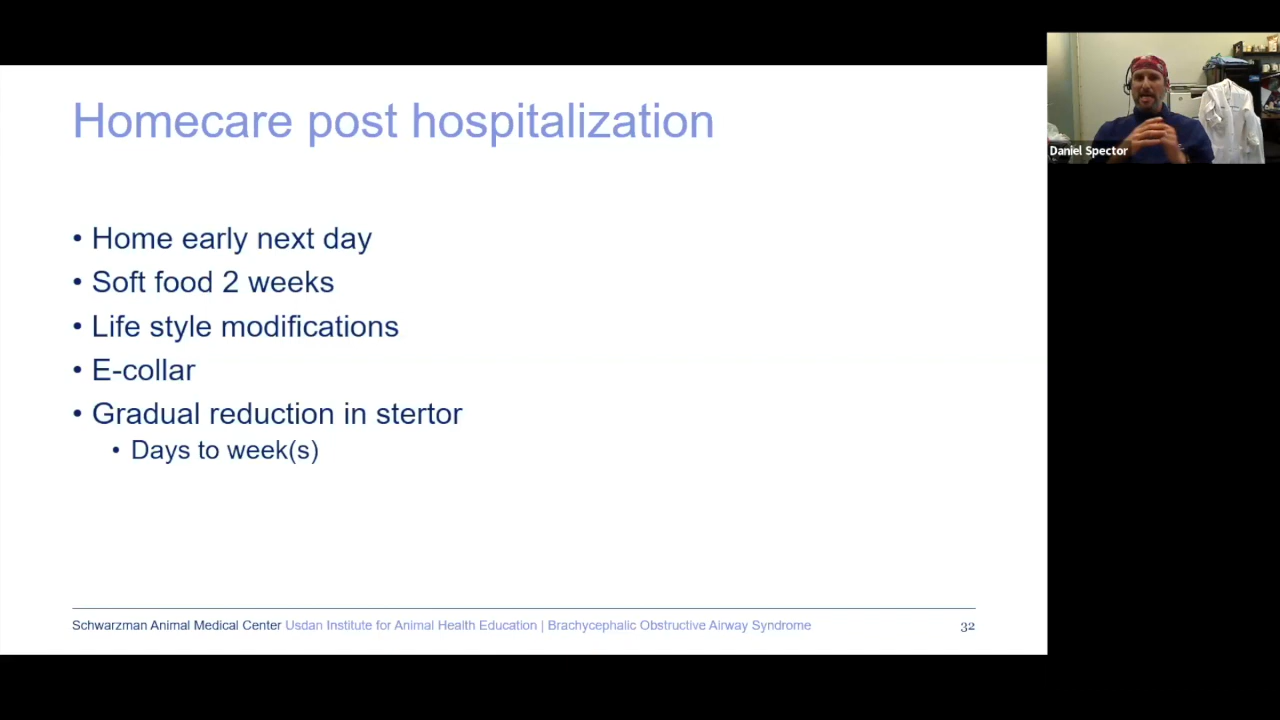 Homecare post hospitalization
• Home early next day
• Soft food 2 weeks
• Life style modifications
• E-collar
• Gradual reduction in stertor
• Days to week(s)
Schwarzman Animal Medical Center Usdan Institute for Animal Health Education | Brachycephalic Obstructive Airway Syndrome
32
Daniel Spector